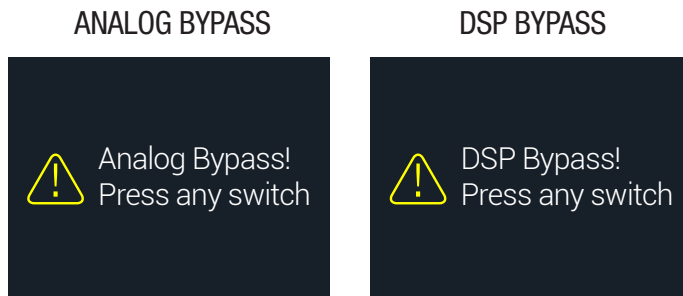 ANALOG BYPASS
Analog Bypass!
Press any switch
DSP BYPASS
DSP Bypass!
Press any switch